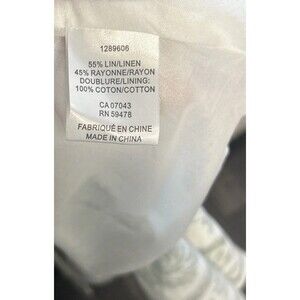 1289606
55% LIN/LINEN
45% RAYONNE/RAYON
DOUBLURE/LINING:
100% COTON/COTTON
CA 07043
RN 59478
FABRIQUÉ EN CHINE
MADE IN CHINA